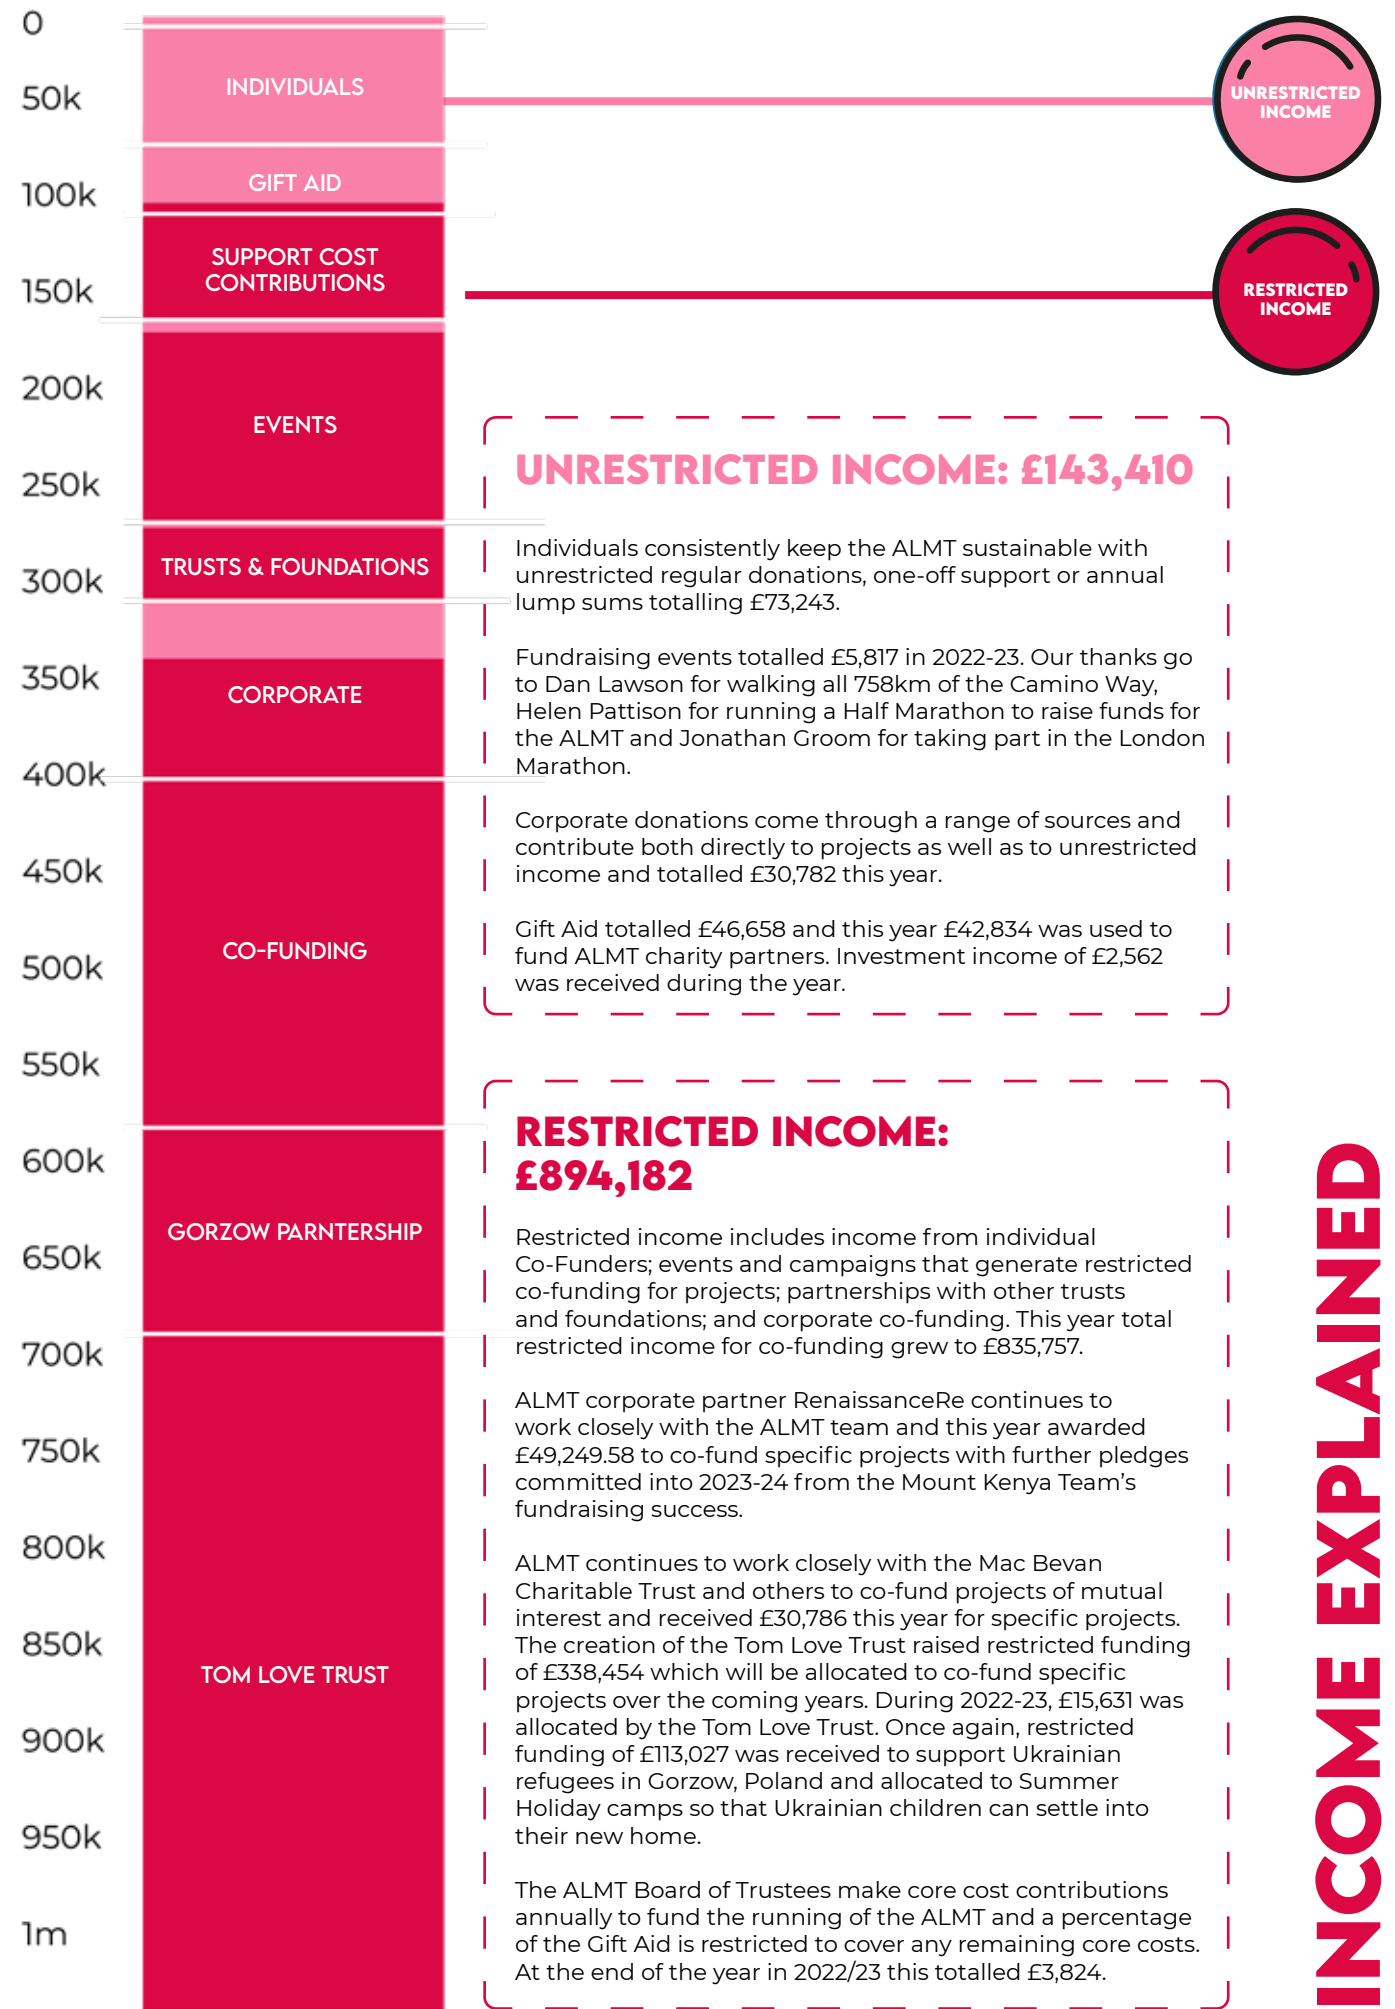 0
50k
100k
150k
200k
250k
300k
350k
400k
450k
500k
550k
600k
650k
700k
750k
800k
850k
900k
950k
1m
INDIVIDUALS
GIFT AID
SUPPORT COST
CONTRIBUTIONS
EVENTS
TRUSTS & FOUNDATIONS
CORPORATE
CO-FUNDING
GORZOW PARNTERSHIP
TOM LOVE TRUST
UNRESTRICTED
INCOME
RESTRICTED
INCOME
UNRESTRICTED INCOME: £143,410
Individuals consistently keep the ALMT sustainable with
unrestricted regular donations, one-off support or annual
lump sums totalling £73,243.
Fundraising events totalled £5,817 in 2022-23. Our thanks go
to Dan Lawson for walking all 758km of the Camino Way,
Helen Pattison for running a Half Marathon to raise funds for
the ALMT and Jonathan Groom for taking part in the London
Marathon.
Corporate donations come through a range of sources and
contribute both directly to projects as well as to unrestricted
income and totalled £30,782 this year.
Gift Aid totalled £46,658 and this year £42,834 was used to
fund ALMT charity partners. Investment income of £2,562
was received during the year.
RESTRICTED INCOME:
£894,182
Restricted income includes income from individual
Co-Funders; events and campaigns that generate restricted
co-funding for projects; partnerships with other trusts
and foundations; and corporate co-funding. This year total
restricted income for co-funding grew to £835,757.
ALMT corporate partner RenaissanceRe continues to
work closely with the ALMT team and this year awarded
£49,249.58 to co-fund specific projects with further pledges
committed into 2023-24 from the Mount Kenya Team's
fundraising success.
ALMT continues to work closely with the Mac Bevan
Charitable Trust and others to co-fund projects of mutual
interest and received £30,786 this year for specific projects.
The creation of the Tom Love Trust raised restricted funding
of £338,454 which will be allocated to co-fund specific
projects over the coming years. During 2022-23, £15,631 was
allocated by the Tom Love Trust. Once again, restricted
funding of £113,027 was received to support Ukrainian
refugees in Gorzow, Poland and allocated to Summer
Holiday camps so that Ukrainian children can settle into
their new home.
The ALMT Board of Trustees make core cost contributions
annually to fund the running of the ALMT and a percentage
of the Gift Aid is restricted to cover any remaining core costs.
At the end of the year in 2022/23 this totalled £3,824.
INCOME EXPLAINED